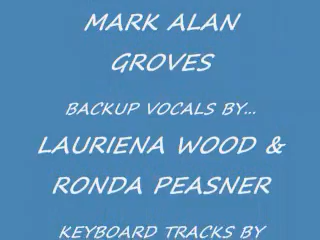 MARK ALAN
GROVES
BACKUP VOCALS BY...
LAURIENA WOOD &
RONDA PEASNER
KEYBOARD TRACKS BY